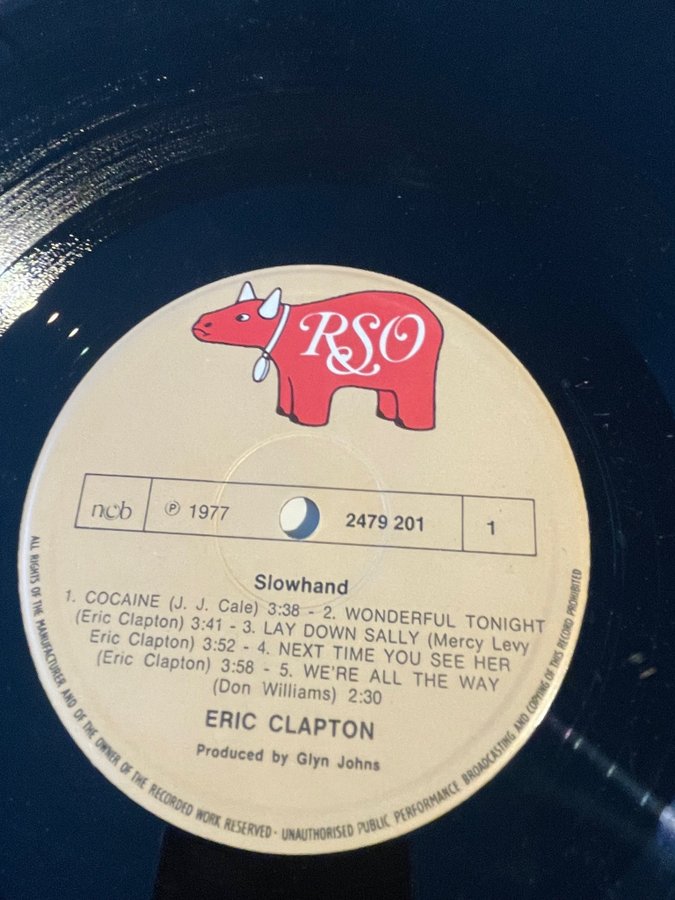 RSO
ncb ℗ 1977 2479 201 1
Slowhand
1. COCAINE (J. J. Cale) 3:38 - 2. WONDERFUL TONIGHT
(Eric Clapton) 3:41 - 3. LAY DOWN SALLY (Mercy Levy
Eric Clapton) 3:52 - 4. NEXT TIME YOU SEE HER
(Eric Clapton) 3:58 - 5. WE'RE ALL THE WAY
(Don Williams) 2:30
ERIC CLAPTON
Produced by Glyn Johns
ALL RIGHTS OF THE MANUFACTURER AND OF THE OWNER OF THE RECORDED WORK RESERVED · UNAUTHORISED PUBLIC PERFORMANCE BROADCASTING AND COPYING OF THIS RECORD PROHIBITED